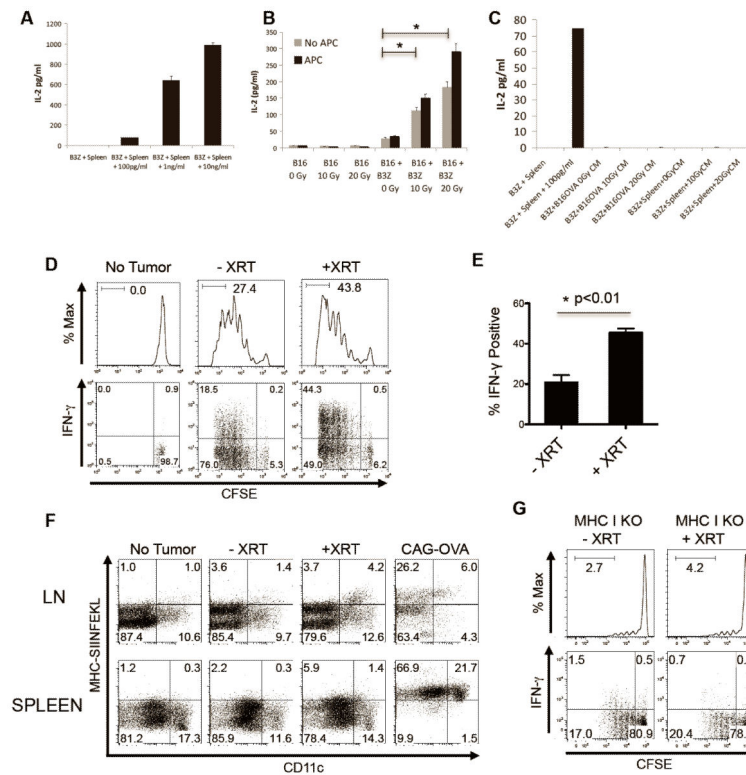 A
IL-2 pg/ml
1200
1000
800
600
400
200
0
B3Z + Spleen
B3Z + Spleen + 100pg/ml
B3Z + Spleen + 1ng/ml
B3Z + Spleen + 10ng/ml
B
IL-2 (pg/ml)
350
300
250
200
150
100
50
0
No APC
APC
*
*
B16 0 Gy
B16 10 Gy
B16 20 Gy
B16 + B3Z 0 Gy
B16 + B3Z 10 Gy
B16 + B3Z 20 Gy
C
IL-2 pg/ml
80
70
60
50
40
30
20
10
0
B3Z + Spleen
B3Z + Spleen + 100pg/ml
B3Z+B16OVA 0Gy CM
B3Z+B16OVA 10Gy CM
B3Z+B16OVA 20Gy CM
B3Z+Spleen+0GyCM
B3Z+Spleen+10GyCM
B3Z+Spleen+20GyCM
D
No Tumor
- XRT
+XRT
% Max
0.0
27.4
43.8
IFN-γ
0.0 0.9
0.5 98.7
18.5 0.2
76.0 5.3
44.3 0.5
49.0 6.2
CFSE
E
% IFN-γ Positive
60
40
20
0
* p<0.01
- XRT
+ XRT
F
No Tumor
- XRT
+XRT
CAG-OVA
LN
1.0 1.0
87.4 10.6
3.6 1.4
85.4 9.7
3.7 4.2
79.6 12.6
26.2 6.0
63.4 4.3
MHC-SIINFEKL
SPLEEN
1.2 0.3
81.2 17.3
2.2 0.3
85.9 11.6
5.9 1.4
78.4 14.3
66.9 21.7
9.9 1.5
CD11c
G
MHC I KO - XRT
MHC I KO + XRT
% Max
2.7
4.2
IFN-γ
1.5 0.5
17.0 80.9
0.7 0.
20.4 78.
CFSE